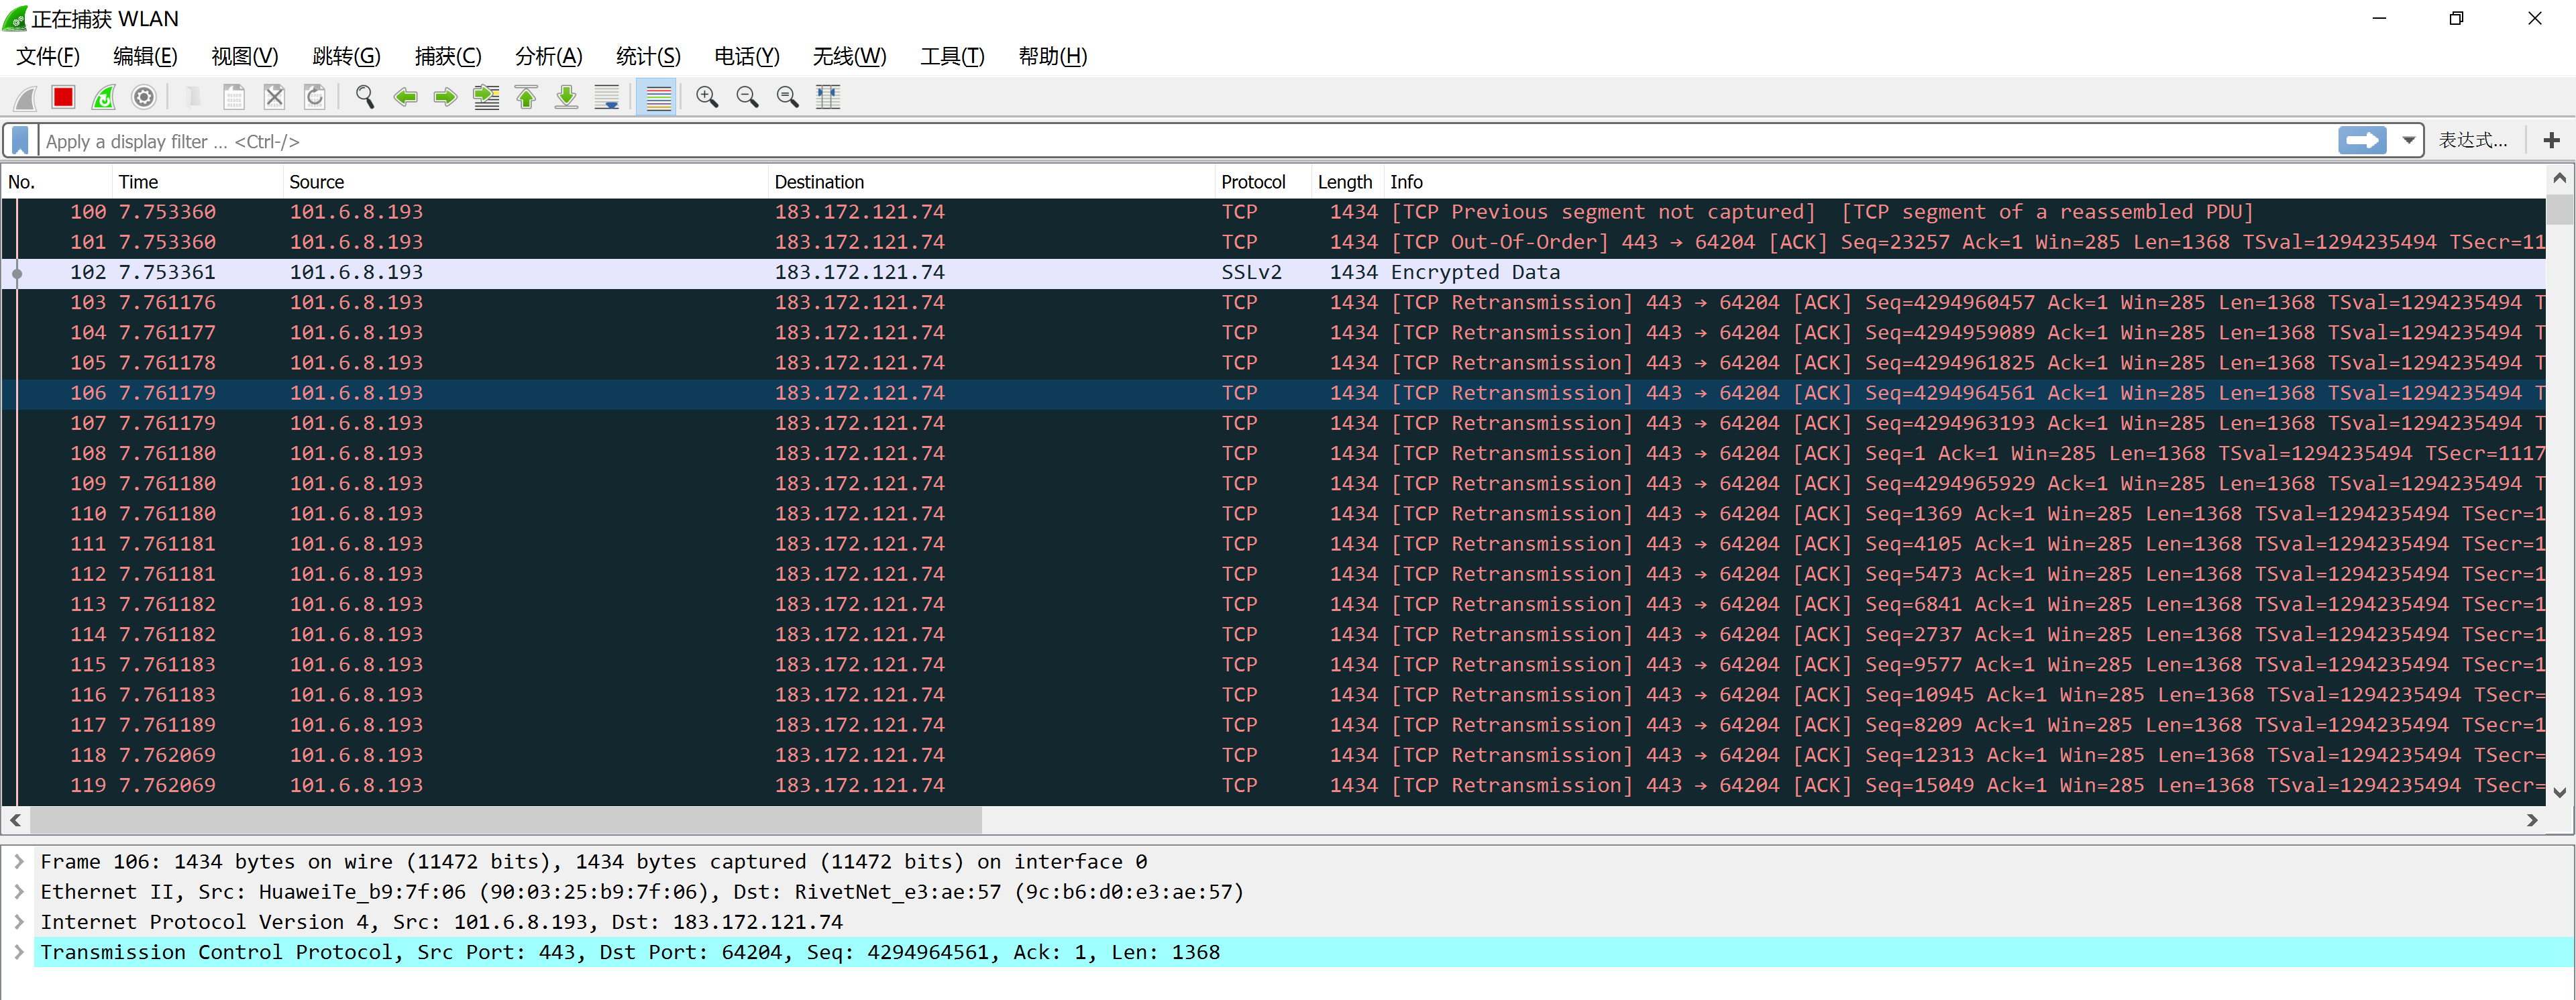 正在捕获 WLAN
文件(F) 编辑(E) 视图(V) 跳转(G) 捕获(C) 分析(A) 统计(S) 电话(Y) 无线(W) 工具(T) 帮助(H)
Apply a display filter ... <Ctrl-/> 表达式...
No. Time Source Destination Protocol Length Info
100 7.753360 101.6.8.193 183.172.121.74 TCP 1434 [TCP Previous segment not captured] [TCP segment of a reassembled PDU]
101 7.753360 101.6.8.193 183.172.121.74 TCP 1434 [TCP Out-Of-Order] 443 → 64204 [ACK] Seq=23257 Ack=1 Win=285 Len=1368 TSval=1294235494 TSecr=11
102 7.753361 101.6.8.193 183.172.121.74 SSLv2 1434 Encrypted Data
103 7.761176 101.6.8.193 183.172.121.74 TCP 1434 [TCP Retransmission] 443 → 64204 [ACK] Seq=4294960457 Ack=1 Win=285 Len=1368 TSval=1294235494 T
104 7.761177 101.6.8.193 183.172.121.74 TCP 1434 [TCP Retransmission] 443 → 64204 [ACK] Seq=4294959089 Ack=1 Win=285 Len=1368 TSval=1294235494 T
105 7.761178 101.6.8.193 183.172.121.74 TCP 1434 [TCP Retransmission] 443 → 64204 [ACK] Seq=4294961825 Ack=1 Win=285 Len=1368 TSval=1294235494 T
106 7.761179 101.6.8.193 183.172.121.74 TCP 1434 [TCP Retransmission] 443 → 64204 [ACK] Seq=4294964561 Ack=1 Win=285 Len=1368 TSval=1294235494 T
107 7.761179 101.6.8.193 183.172.121.74 TCP 1434 [TCP Retransmission] 443 → 64204 [ACK] Seq=4294963193 Ack=1 Win=285 Len=1368 TSval=1294235494 T
108 7.761180 101.6.8.193 183.172.121.74 TCP 1434 [TCP Retransmission] 443 → 64204 [ACK] Seq=1 Ack=1 Win=285 Len=1368 TSval=1294235494 TSecr=1117
109 7.761180 101.6.8.193 183.172.121.74 TCP 1434 [TCP Retransmission] 443 → 64204 [ACK] Seq=4294965929 Ack=1 Win=285 Len=1368 TSval=1294235494 T
110 7.761180 101.6.8.193 183.172.121.74 TCP 1434 [TCP Retransmission] 443 → 64204 [ACK] Seq=1369 Ack=1 Win=285 Len=1368 TSval=1294235494 TSecr=1
111 7.761181 101.6.8.193 183.172.121.74 TCP 1434 [TCP Retransmission] 443 → 64204 [ACK] Seq=4105 Ack=1 Win=285 Len=1368 TSval=1294235494 TSecr=1
112 7.761181 101.6.8.193 183.172.121.74 TCP 1434 [TCP Retransmission] 443 → 64204 [ACK] Seq=5473 Ack=1 Win=285 Len=1368 TSval=1294235494 TSecr=1
113 7.761182 101.6.8.193 183.172.121.74 TCP 1434 [TCP Retransmission] 443 → 64204 [ACK] Seq=6841 Ack=1 Win=285 Len=1368 TSval=1294235494 TSecr=1
114 7.761182 101.6.8.193 183.172.121.74 TCP 1434 [TCP Retransmission] 443 → 64204 [ACK] Seq=2737 Ack=1 Win=285 Len=1368 TSval=1294235494 TSecr=1
115 7.761183 101.6.8.193 183.172.121.74 TCP 1434 [TCP Retransmission] 443 → 64204 [ACK] Seq=9577 Ack=1 Win=285 Len=1368 TSval=1294235494 TSecr=1
116 7.761183 101.6.8.193 183.172.121.74 TCP 1434 [TCP Retransmission] 443 → 64204 [ACK] Seq=10945 Ack=1 Win=285 Len=1368 TSval=1294235494 TSecr=
117 7.761189 101.6.8.193 183.172.121.74 TCP 1434 [TCP Retransmission] 443 → 64204 [ACK] Seq=8209 Ack=1 Win=285 Len=1368 TSval=1294235494 TSecr=1
118 7.762069 101.6.8.193 183.172.121.74 TCP 1434 [TCP Retransmission] 443 → 64204 [ACK] Seq=12313 Ack=1 Win=285 Len=1368 TSval=1294235494 TSecr=
119 7.762069 101.6.8.193 183.172.121.74 TCP 1434 [TCP Retransmission] 443 → 64204 [ACK] Seq=15049 Ack=1 Win=285 Len=1368 TSval=1294235494 TSecr=
Frame 106: 1434 bytes on wire (11472 bits), 1434 bytes captured (11472 bits) on interface 0
Ethernet II, Src: HuaweiTe_b9:7f:06 (90:03:25:b9:7f:06), Dst: RivetNet_e3:ae:57 (9c:b6:d0:e3:ae:57)
Internet Protocol Version 4, Src: 101.6.8.193, Dst: 183.172.121.74
Transmission Control Protocol, Src Port: 443, Dst Port: 64204, Seq: 4294964561, Ack: 1, Len: 1368